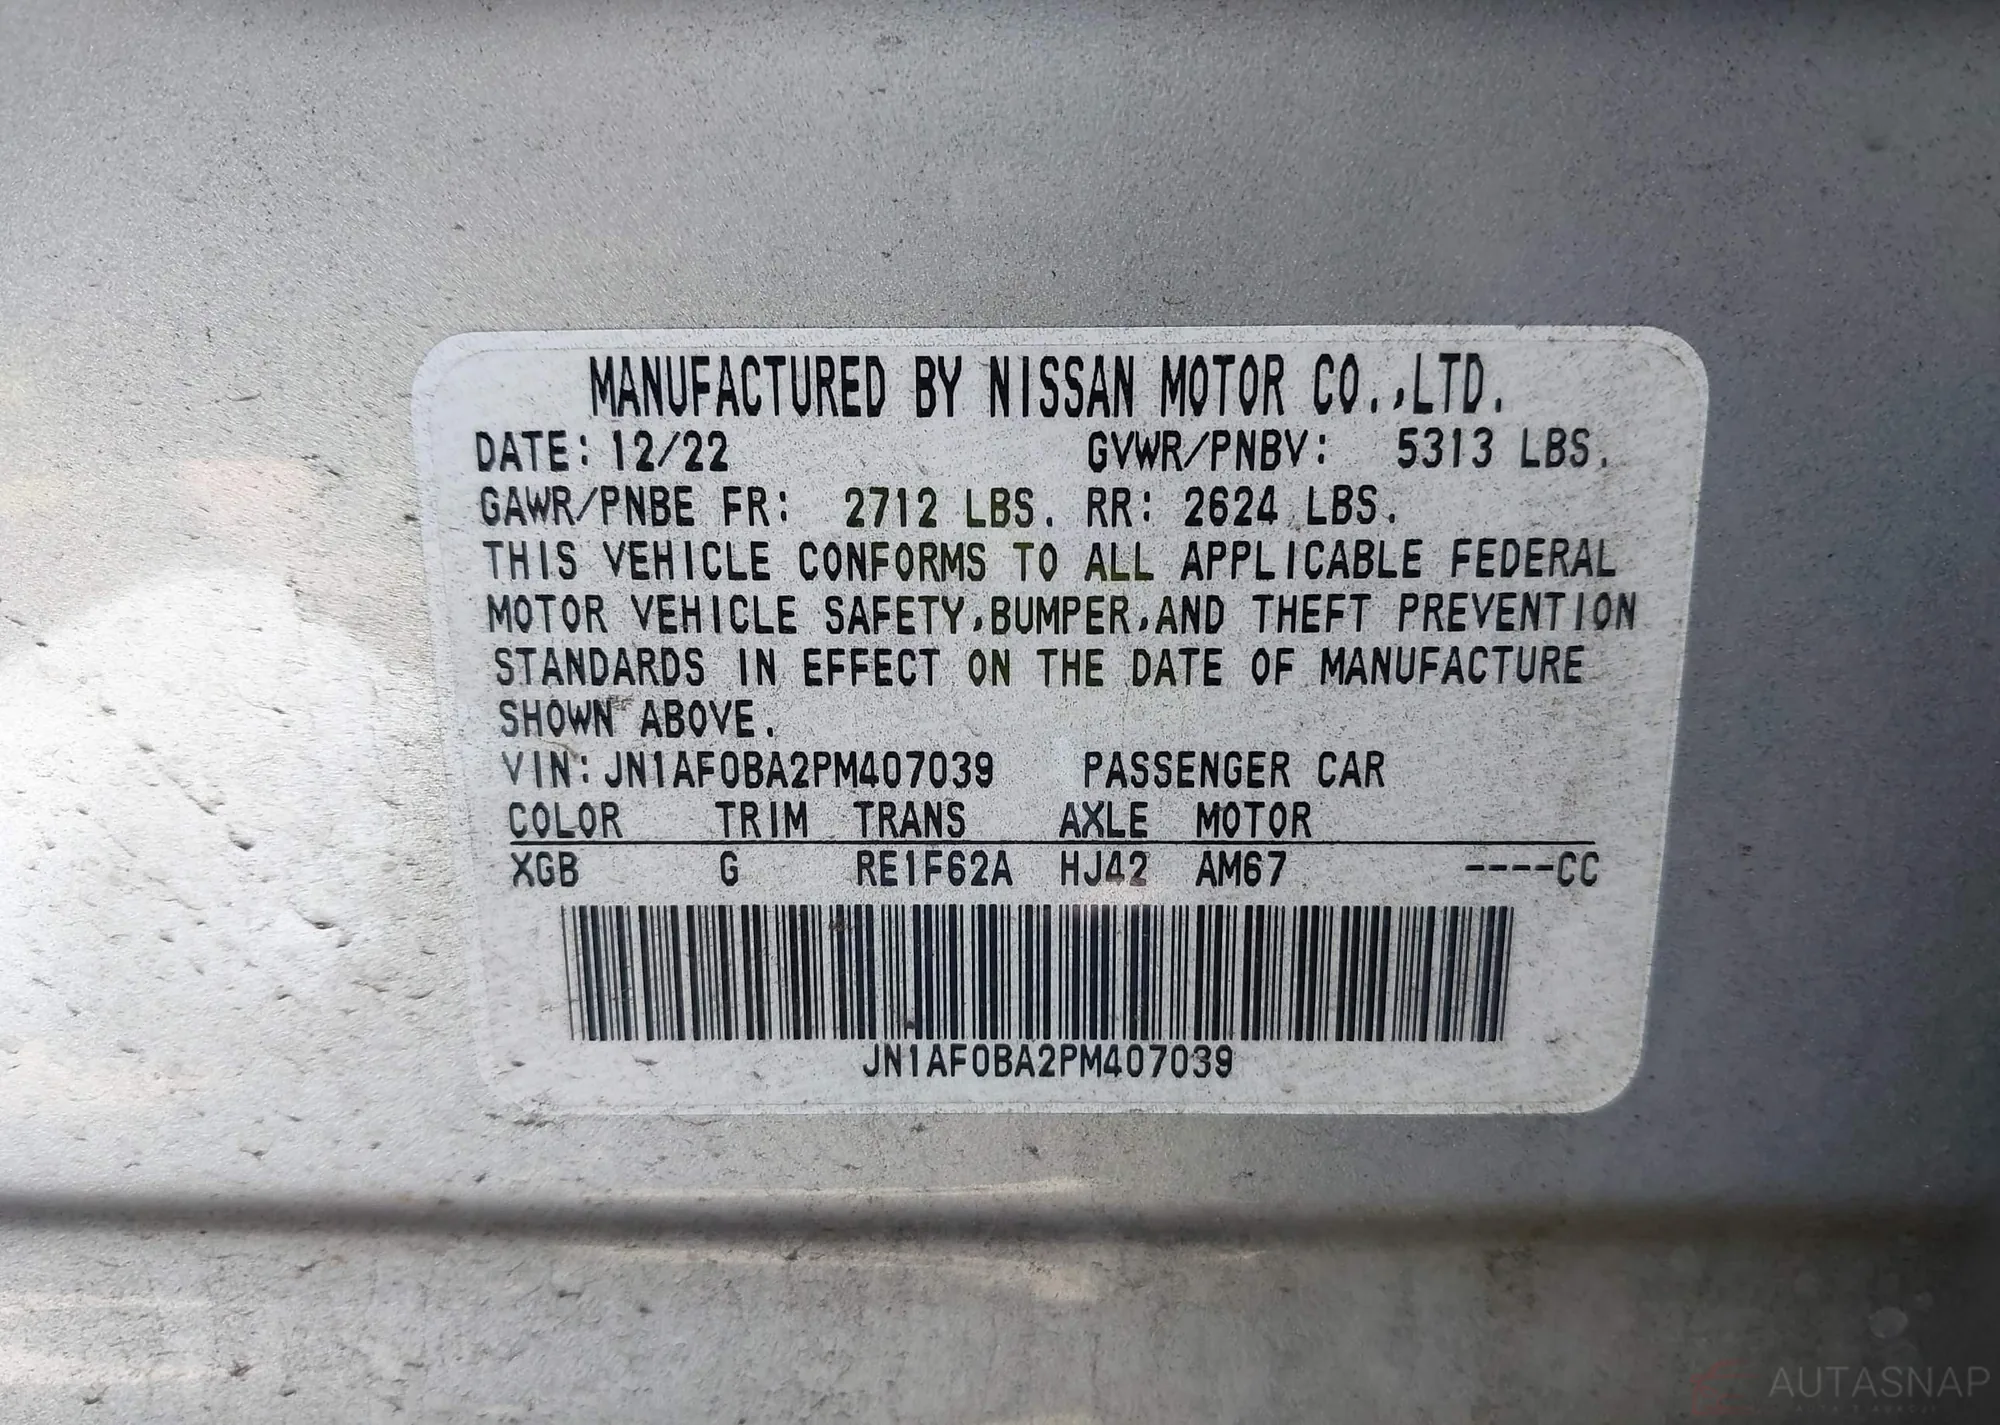 MANUFACTURED BY NISSAN MOTOR CO.,LTD.
DATE: 12/22 GVWR/PNBV: 5313 LBS.
GAWR/PNBE FR: 2712 LBS. RR: 2624 LBS.
THIS VEHICLE CONFORMS TO ALL APPLICABLE FEDERAL
MOTOR VEHICLE SAFETY,BUMPER,AND THEFT PREVENTION
STANDARDS IN EFFECT ON THE DATE OF MANUFACTURE
SHOWN ABOVE.
VIN:JN1AF0BA2PM407039 PASSENGER CAR
COLOR TRIM TRANS AXLE MOTOR
XGB G RE1F62A HJ42 AM67 ----CC
JN1AF0BA2PM407039
AUTASNAP